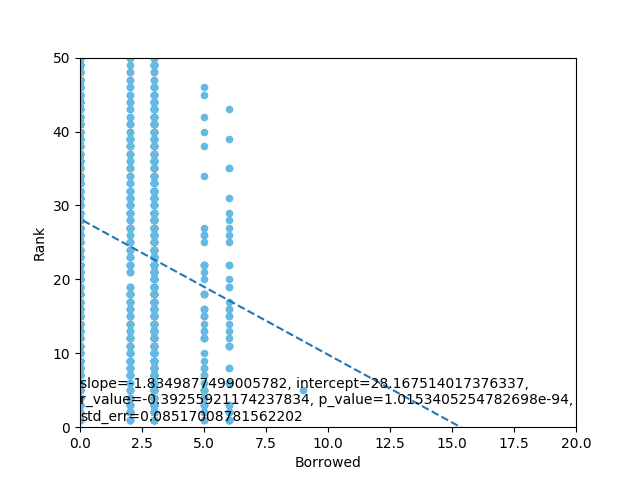 50
40
30
20
10
0
Rank
slope=-1.8349877499005782, intercept=28.167514017376337,
r_value=-0.39255921174237834, p_value=1.0153405254782698e-94,
std_err=0.08517008781562202
0.0 2.5 5.0 7.5 10.0 12.5 15.0 17.5 20.0
Borrowed